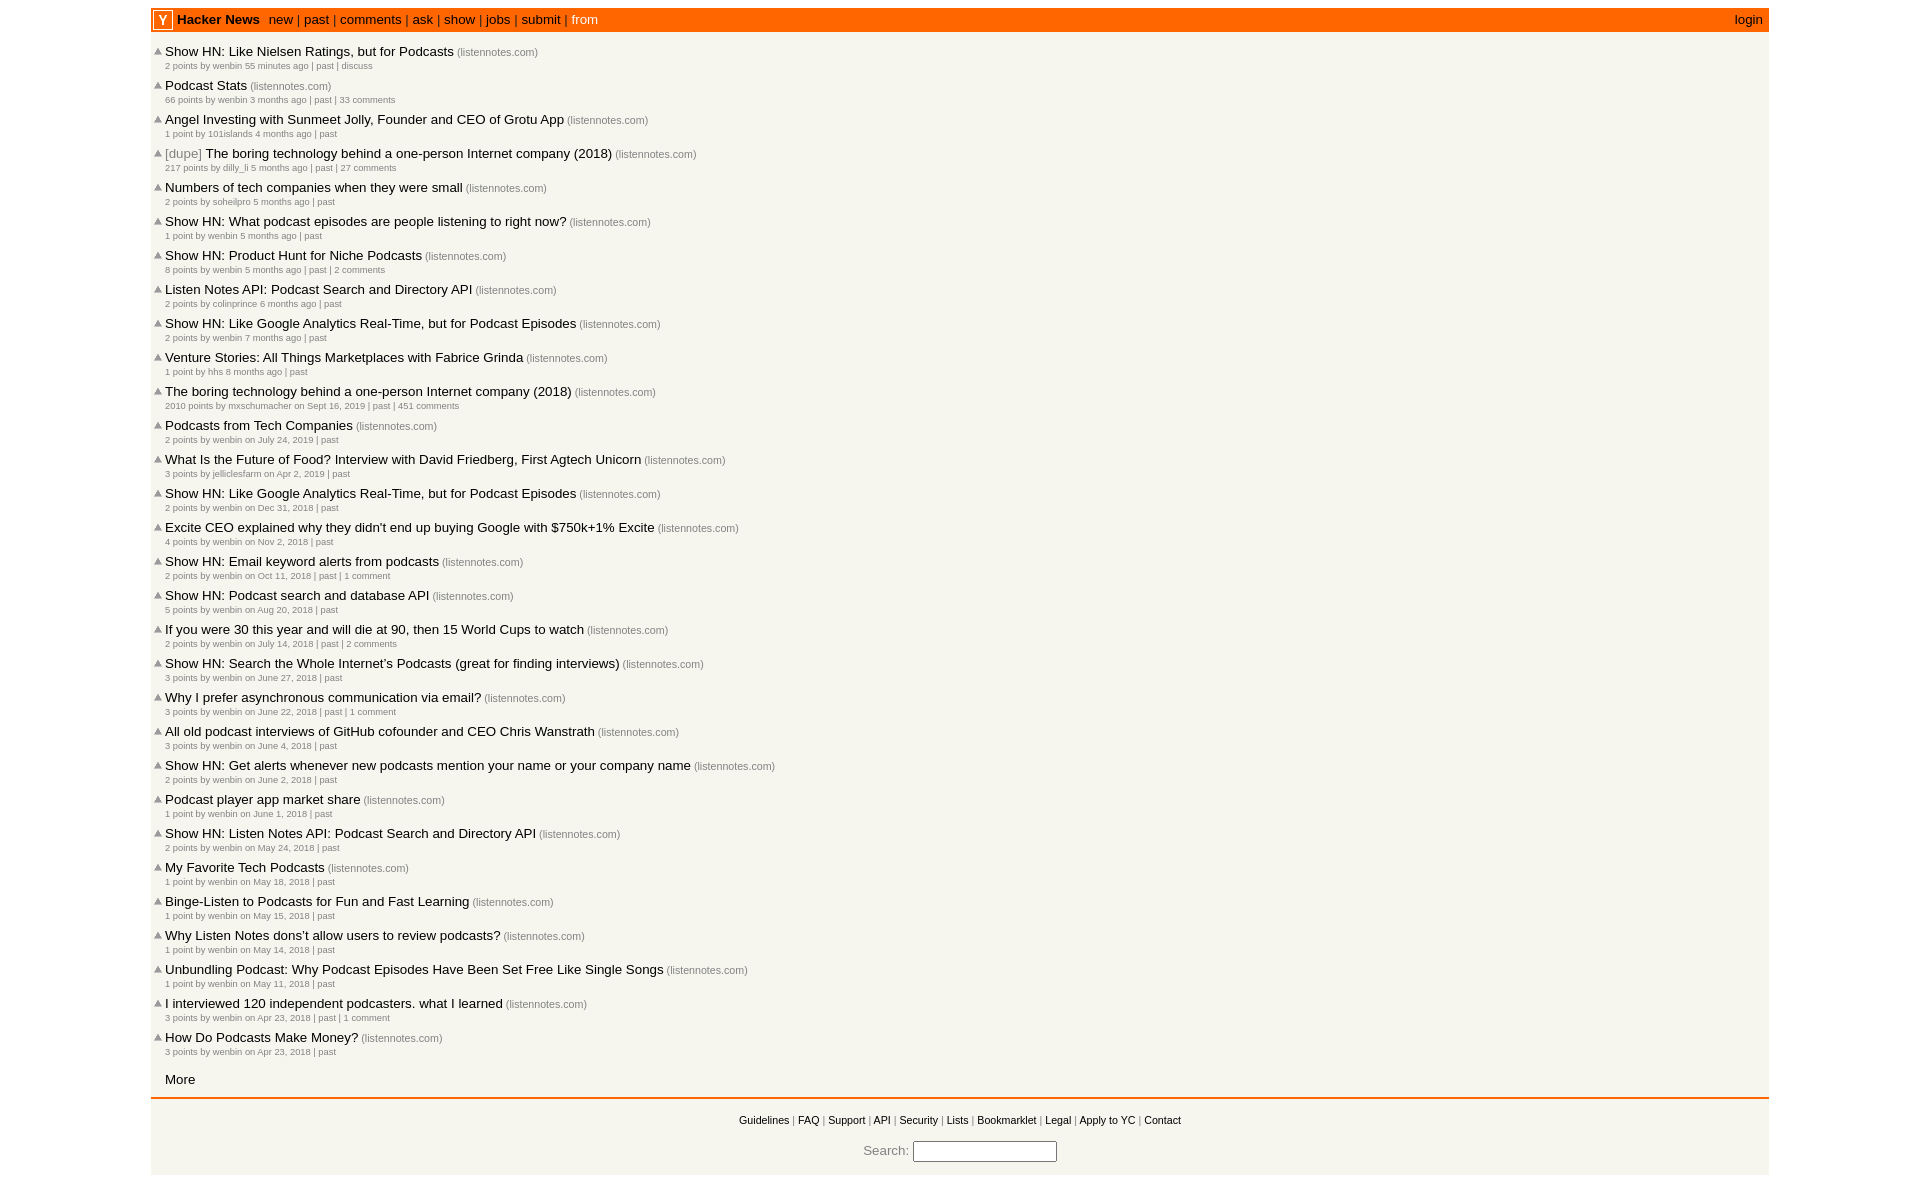 Y Hacker News new | past | comments | ask | show | jobs | submit | from login
Show HN: Like Nielsen Ratings, but for Podcasts (listennotes.com)
2 points by wenbin 55 minutes ago | past | discuss
Podcast Stats (listennotes.com)
66 points by wenbin 3 months ago | past | 33 comments
Angel Investing with Sunmeet Jolly, Founder and CEO of Grotu App (listennotes.com)
1 point by 101islands 4 months ago | past
[dupe] The boring technology behind a one-person Internet company (2018) (listennotes.com)
217 points by dilly_li 5 months ago | past | 27 comments
Numbers of tech companies when they were small (listennotes.com)
2 points by soheilpro 5 months ago | past
Show HN: What podcast episodes are people listening to right now? (listennotes.com)
1 point by wenbin 5 months ago | past
Show HN: Product Hunt for Niche Podcasts (listennotes.com)
8 points by wenbin 5 months ago | past | 2 comments
Listen Notes API: Podcast Search and Directory API (listennotes.com)
2 points by colinprince 6 months ago | past
Show HN: Like Google Analytics Real-Time, but for Podcast Episodes (listennotes.com)
2 points by wenbin 7 months ago | past
Venture Stories: All Things Marketplaces with Fabrice Grinda (listennotes.com)
1 point by hhs 8 months ago | past
The boring technology behind a one-person Internet company (2018) (listennotes.com)
2010 points by mxschumacher on Sept 16, 2019 | past | 451 comments
Podcasts from Tech Companies (listennotes.com)
2 points by wenbin on July 24, 2019 | past
What Is the Future of Food? Interview with David Friedberg, First Agtech Unicorn (listennotes.com)
3 points by jelliclesfarm on Apr 2, 2019 | past
Show HN: Like Google Analytics Real-Time, but for Podcast Episodes (listennotes.com)
2 points by wenbin on Dec 31, 2018 | past
Excite CEO explained why they didn't end up buying Google with $750k+1% Excite (listennotes.com)
4 points by wenbin on Nov 2, 2018 | past
Show HN: Email keyword alerts from podcasts (listennotes.com)
2 points by wenbin on Oct 11, 2018 | past | 1 comment
Show HN: Podcast search and database API (listennotes.com)
5 points by wenbin on Aug 20, 2018 | past
If you were 30 this year and will die at 90, then 15 World Cups to watch (listennotes.com)
2 points by wenbin on July 14, 2018 | past | 2 comments
Show HN: Search the Whole Internet’s Podcasts (great for finding interviews) (listennotes.com)
3 points by wenbin on June 27, 2018 | past
Why I prefer asynchronous communication via email? (listennotes.com)
3 points by wenbin on June 22, 2018 | past | 1 comment
All old podcast interviews of GitHub cofounder and CEO Chris Wanstrath (listennotes.com)
3 points by wenbin on June 4, 2018 | past
Show HN: Get alerts whenever new podcasts mention your name or your company name (listennotes.com)
2 points by wenbin on June 2, 2018 | past
Podcast player app market share (listennotes.com)
1 point by wenbin on June 1, 2018 | past
Show HN: Listen Notes API: Podcast Search and Directory API (listennotes.com)
2 points by wenbin on May 24, 2018 | past
My Favorite Tech Podcasts (listennotes.com)
1 point by wenbin on May 18, 2018 | past
Binge-Listen to Podcasts for Fun and Fast Learning (listennotes.com)
1 point by wenbin on May 15, 2018 | past
Why Listen Notes dons’t allow users to review podcasts? (listennotes.com)
1 point by wenbin on May 14, 2018 | past
Unbundling Podcast: Why Podcast Episodes Have Been Set Free Like Single Songs (listennotes.com)
1 point by wenbin on May 11, 2018 | past
I interviewed 120 independent podcasters. what I learned (listennotes.com)
3 points by wenbin on Apr 23, 2018 | past | 1 comment
How Do Podcasts Make Money? (listennotes.com)
3 points by wenbin on Apr 23, 2018 | past
More
Guidelines | FAQ | Support | API | Security | Lists | Bookmarklet | Legal | Apply to YC | Contact
Search: